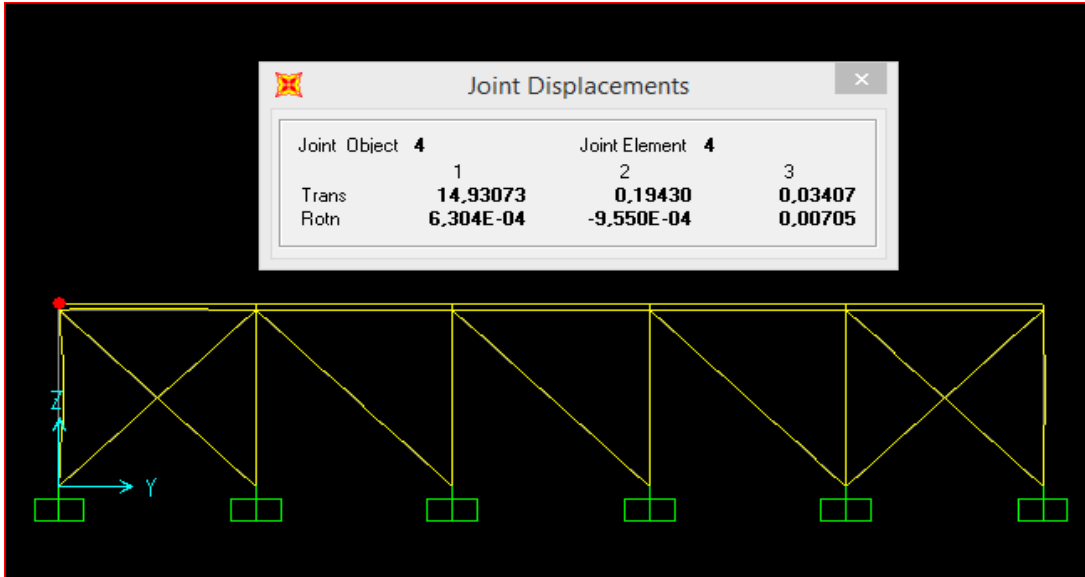 Joint Displacements
Joint Object 4 Joint Element 4
1 2 3
Trans 14,93073 0,19430 0,03407
Rotn 6,304E-04 -9,550E-04 0,00705
Z
Y